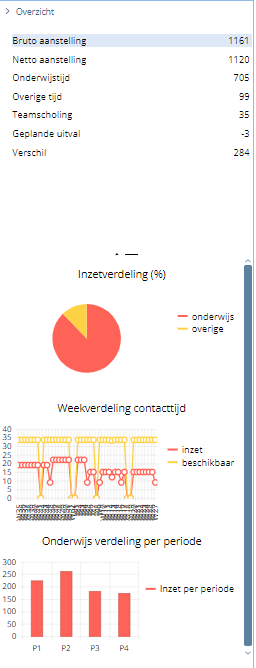 Overzicht
Bruto aanstelling 1161
Netto aanstelling 1120
Onderwijstijd 705
Overige tijd 99
Teamscholing 35
Geplande uitval -3
Verschil 284
Inzetverdeling (%)
onderwijs
overige
Weekverdeling contacttijd
40
35
30
25
20
15
10
5
0
inzet
beschikbaar
Onderwijs verdeling per periode
300
250
200
150
100
50
0
Inzet per periode
P1 P2 P3 P4